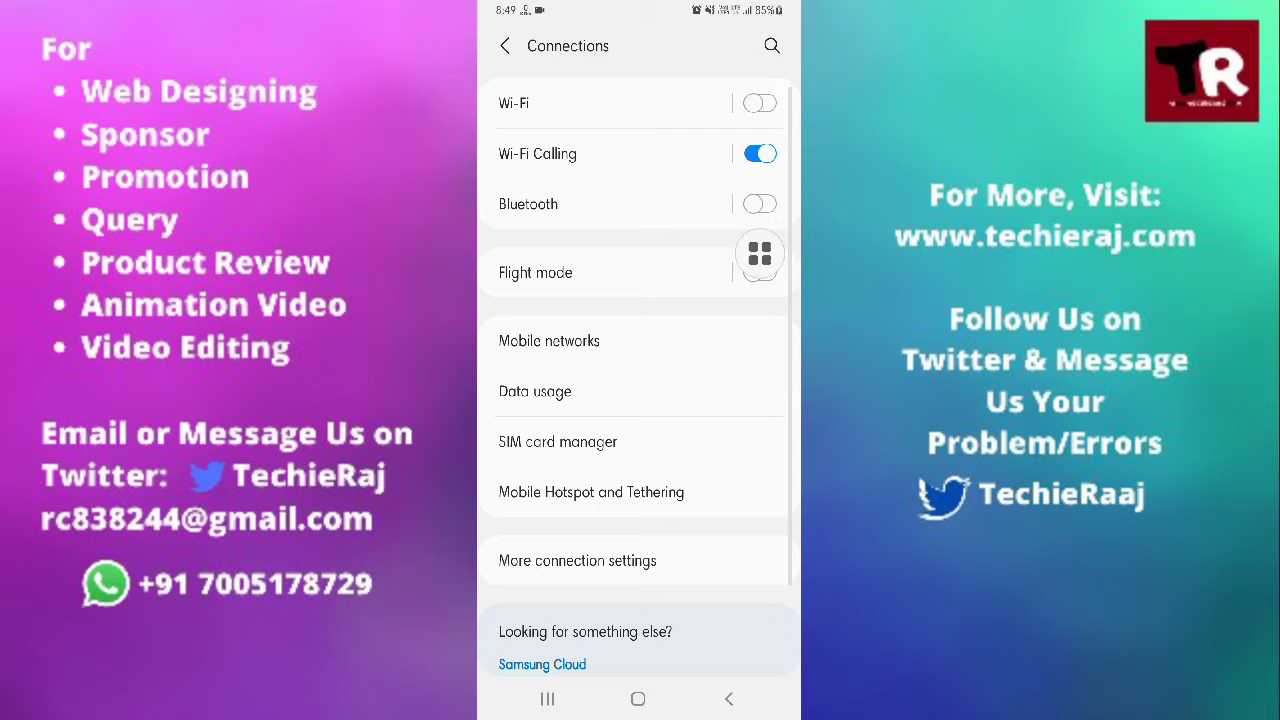 For
• Web Designing
• Sponsor
• Promotion
• Query
• Product Review
• Animation Video
• Video Editing
Email or Message Us on
Twitter: TechieRaj
rc838244@gmail.com
+91 7005178729
8:49
85%
Connections
Wi-Fi
Wi-Fi Calling
Bluetooth
Flight mode
Mobile networks
Data usage
SIM card manager
Mobile Hotspot and Tethering
More connection settings
Looking for something else?
Samsung Cloud
TR
For More, Visit:
www.techieraj.com
Follow Us on
Twitter & Message
Us Your
Problem/Errors
TechieRaaj